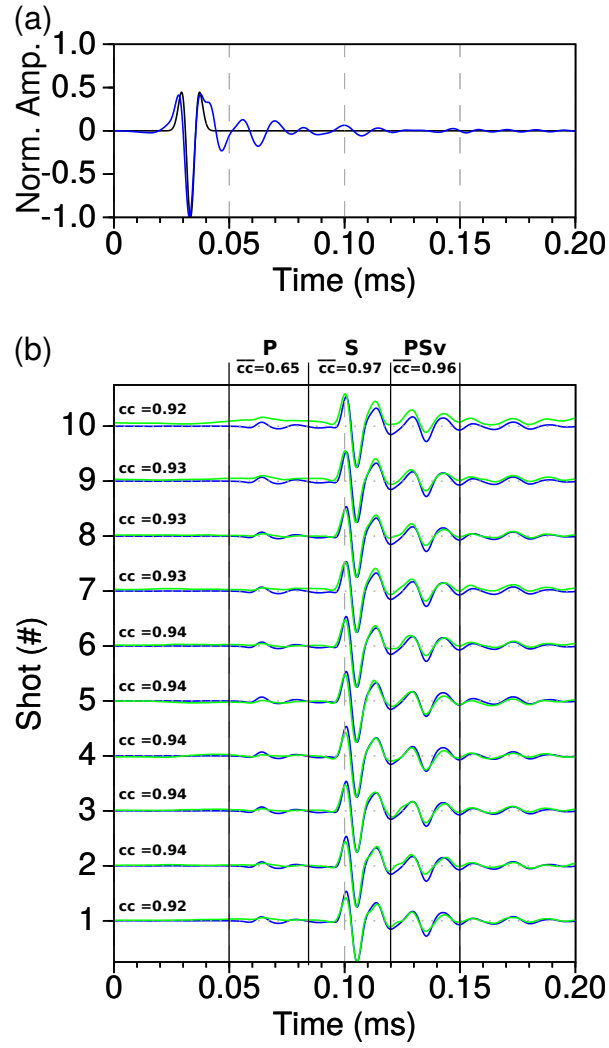 (a)
Norm. Amp.
1.0
0.5
0
-0.5
-1.0
0 0.05 0.10 0.15 0.20
Time (ms)
(b)
P S PSv
cc=0.65 cc=0.97 cc=0.96
Shot (#)
10 cc =0.92
9 cc =0.93
8 cc =0.93
7 cc =0.93
6 cc =0.94
5 cc =0.94
4 cc =0.94
3 cc =0.94
2 cc =0.94
1 cc =0.92
0 0.05 0.10 0.15 0.20
Time (ms)